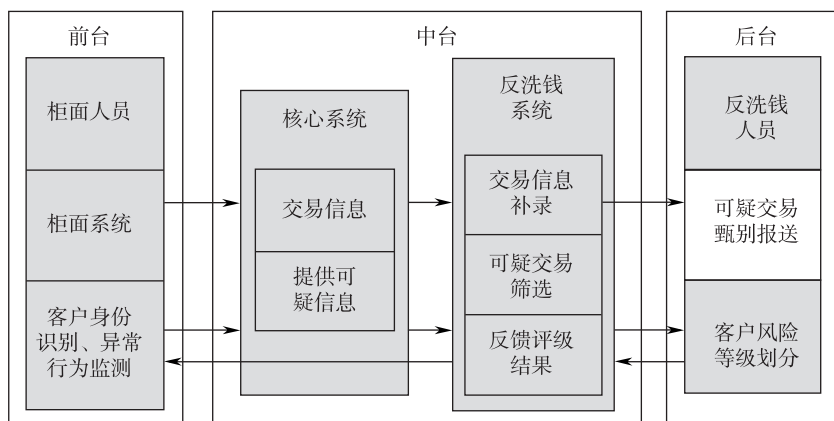 前台
柜面人员
柜面系统
客户身份
识别、异常
行为监测
中台
核心系统
交易信息
提供可
疑信息
反洗钱
系统
交易信息
补录
可疑交易
筛选
反馈评级
结果
后台
反洗钱
人员
可疑交易
甄别报送
客户风险
等级划分